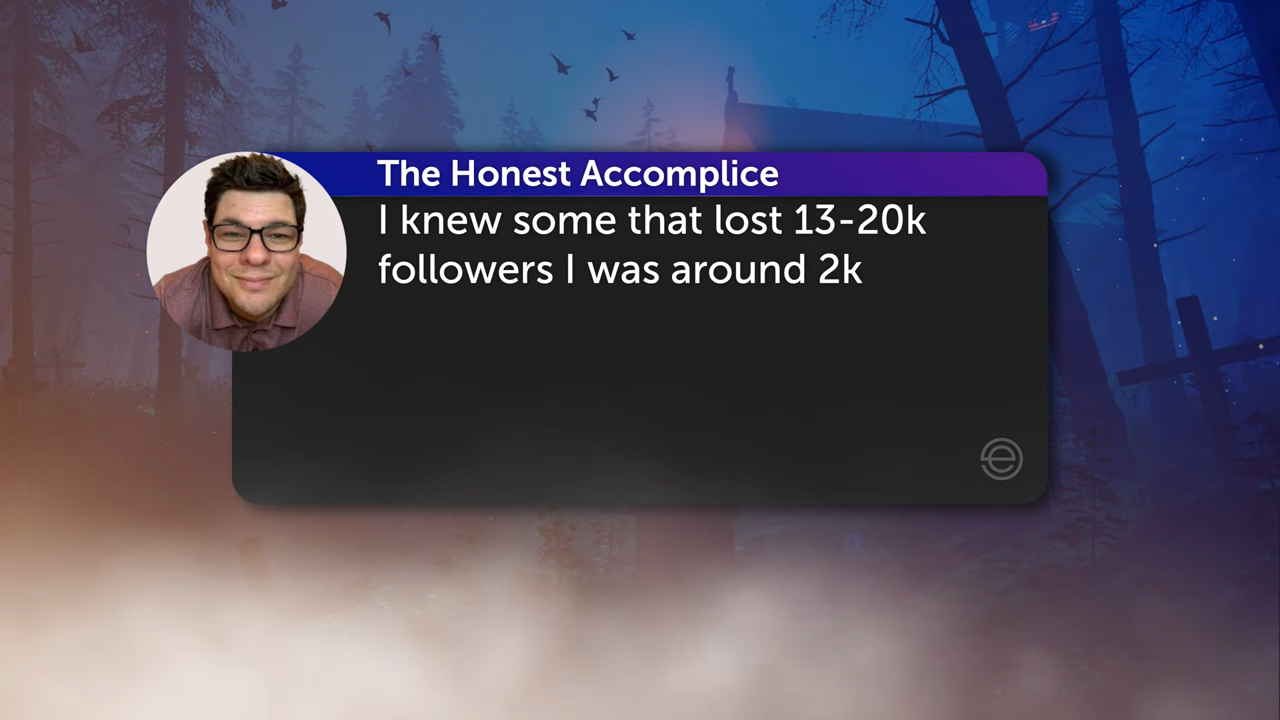 The Honest Accomplice
I knew some that lost 13-20k
followers I was around 2k